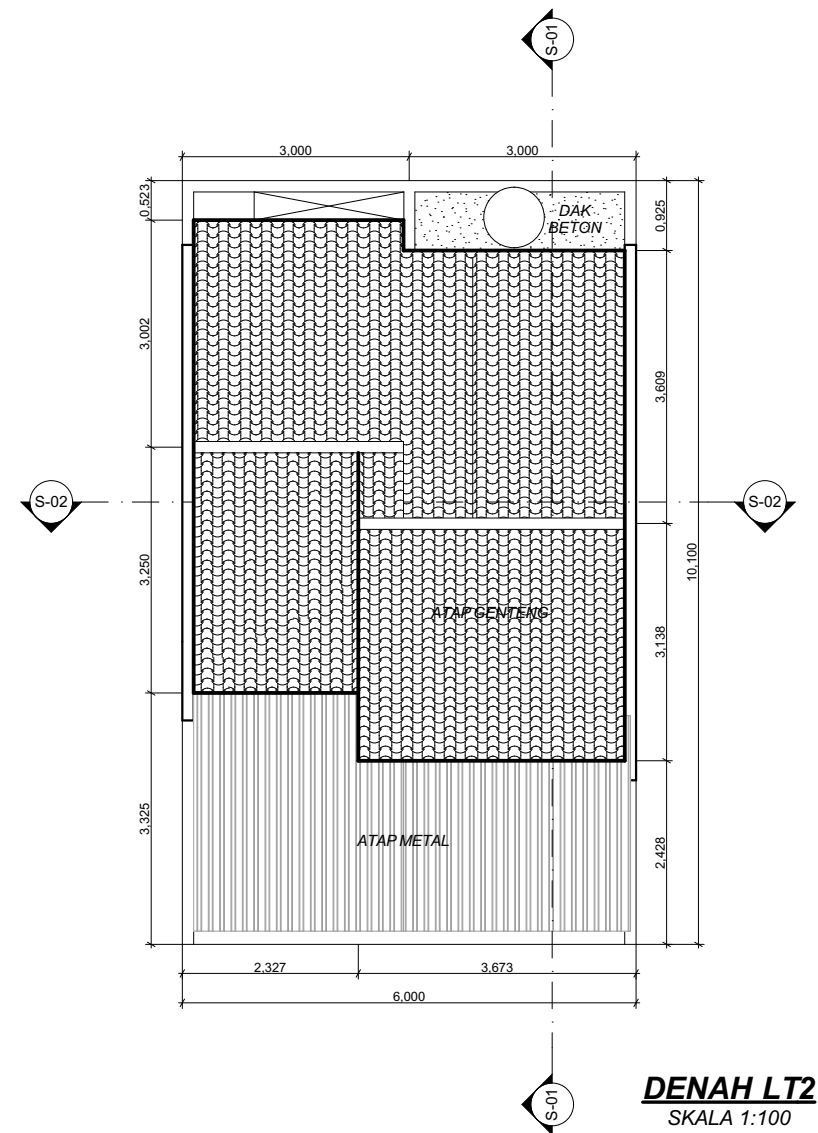 S-01
3,000
3,000
0,523
0,925
DAK
BETON
3,002
3,609
S-02
S-02
3,250
10,100
ATAP GENTENG
3,138
3,325
ATAP METAL
2,428
2,327
3,673
6,000
S-01
DENAH LT2
SKALA 1:100